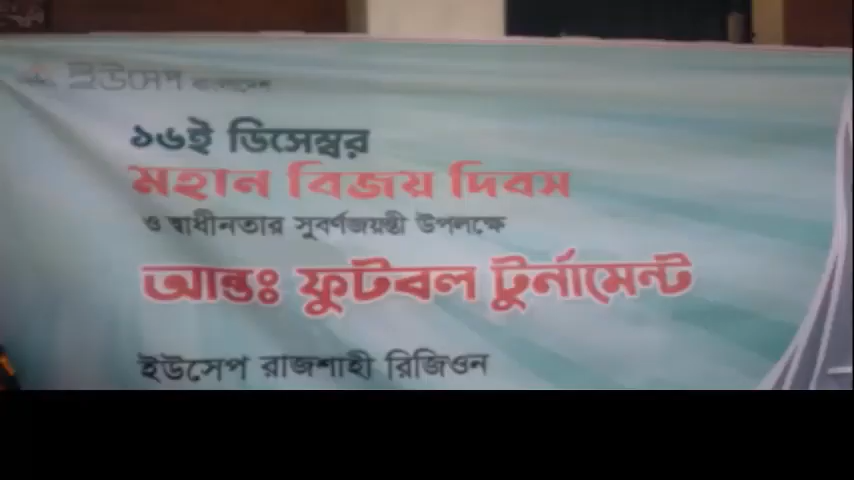 ইউসেপ বাংলাদেশ
১৬ই ডিসেম্বর
মহান বিজয় দিবস
ও স্বাধীনতার সুবর্ণজয়ন্তী উপলক্ষে
আন্তঃ ফুটবল টুর্নামেন্ট
ইউসেপ রাজশাহী রিজিওন